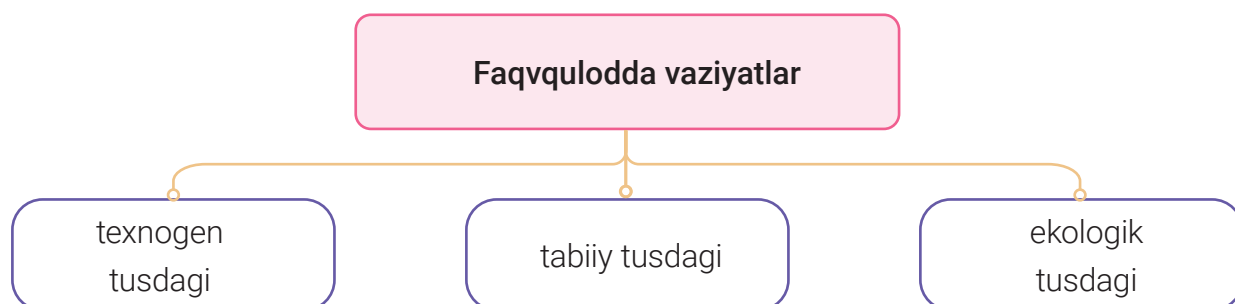 Faqvqulodda vaziyatlar
texnogen
tusdagi
tabiiy tusdagi
ekologik
tusdagi